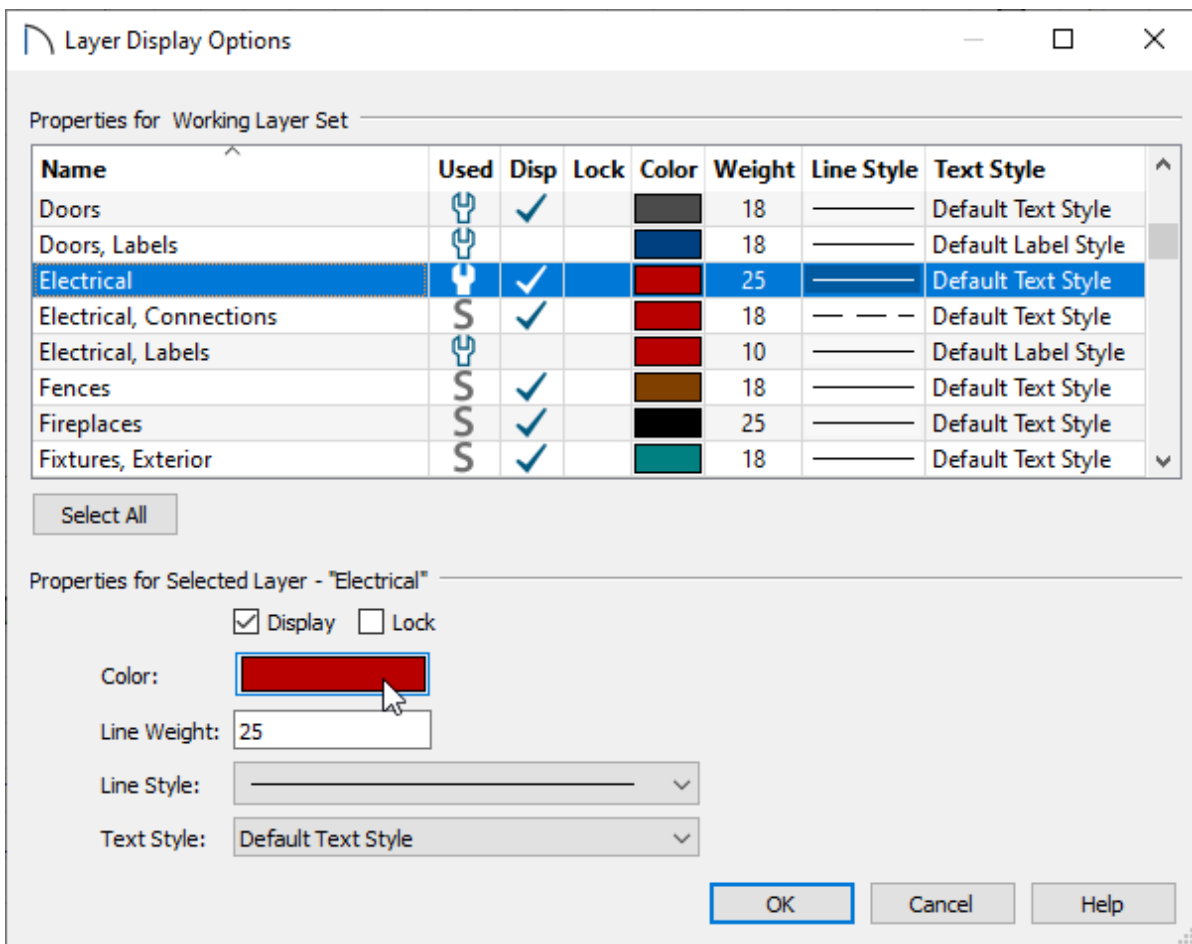 Layer Display Options
Properties for Working Layer Set
Name Used Disp Lock Color Weight Line Style Text Style
Doors 18 Default Text Style
Doors, Labels 18 Default Label Style
Electrical 25 Default Text Style
Electrical, Connections S 18 Default Text Style
Electrical, Labels 10 Default Label Style
Fences S 18 Default Text Style
Fireplaces S 25 Default Text Style
Fixtures, Exterior S 18 Default Text Style
Select All
Properties for Selected Layer - "Electrical"
Display Lock
Color:
Line Weight: 25
Line Style:
Text Style: Default Text Style
OK Cancel Help